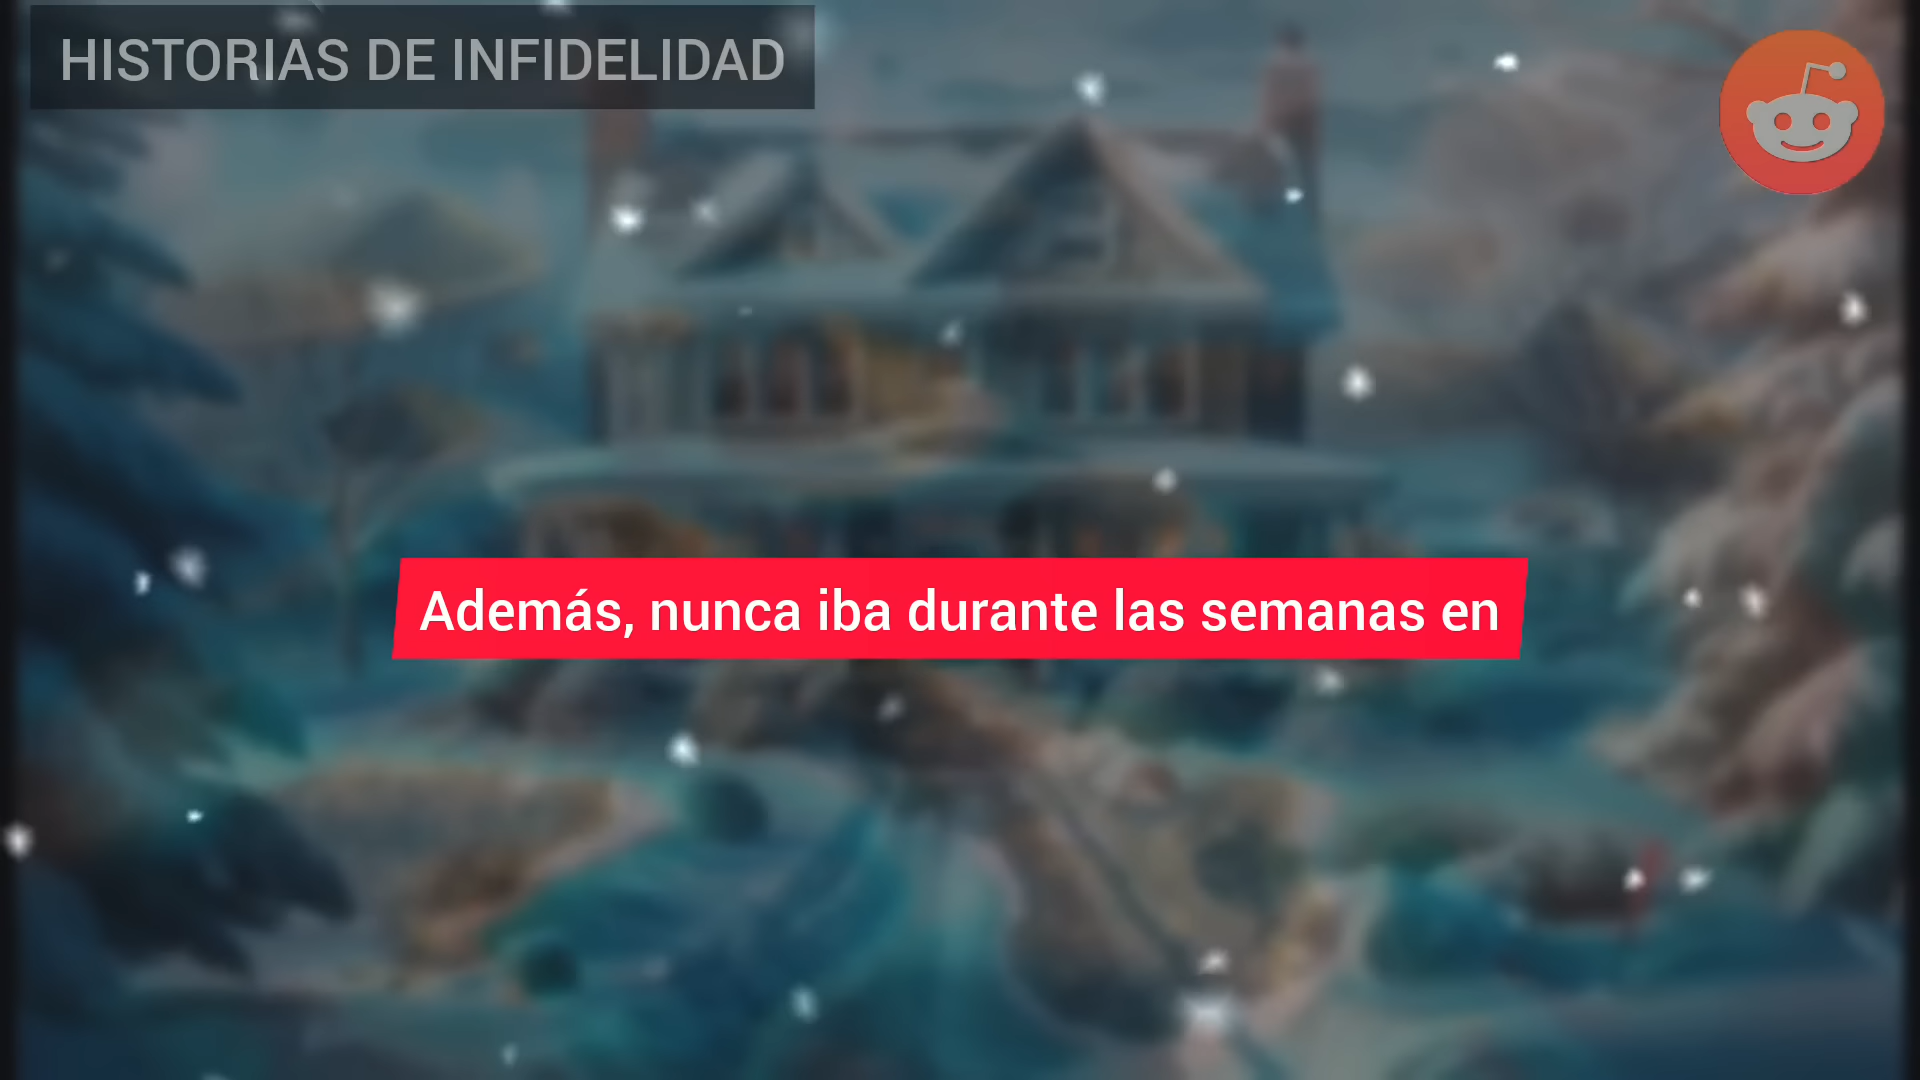 HISTORIAS DE INFIDELIDAD
Además, nunca iba durante las semanas en